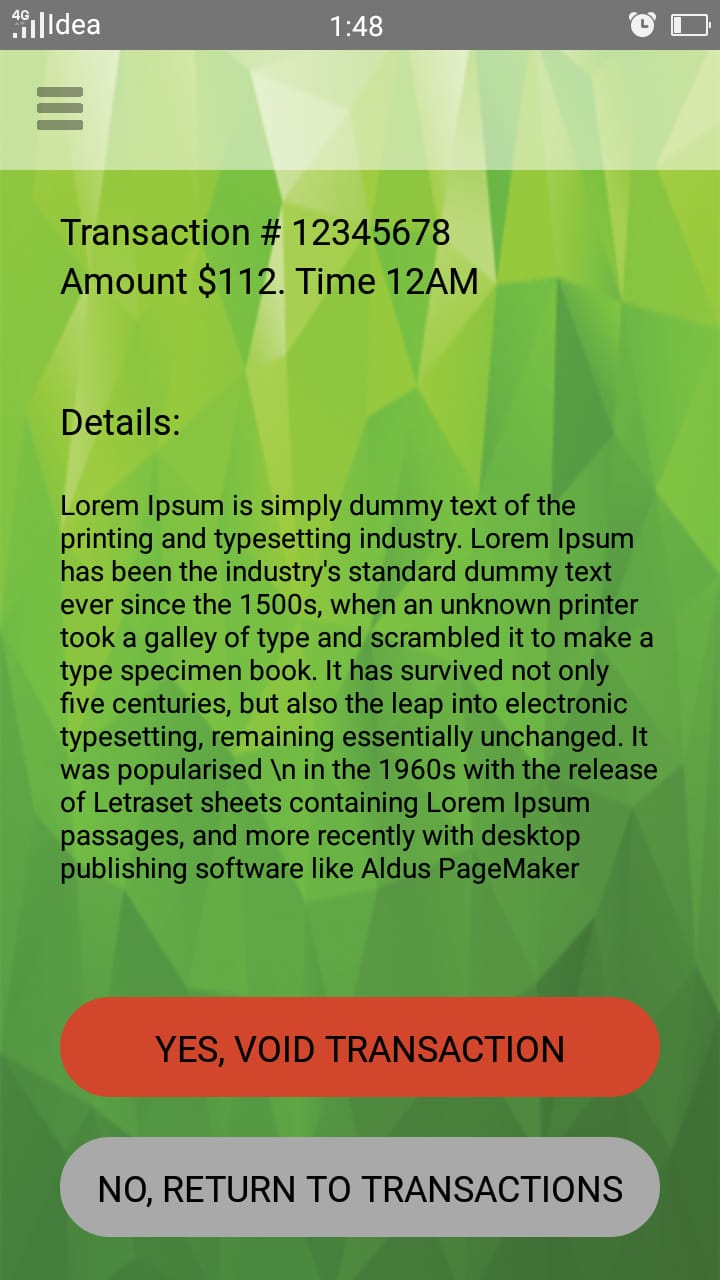 4G Idea 1:48
Transaction # 12345678
Amount $112. Time 12AM
Details:
Lorem Ipsum is simply dummy text of the
printing and typesetting industry. Lorem Ipsum
has been the industry's standard dummy text
ever since the 1500s, when an unknown printer
took a galley of type and scrambled it to make a
type specimen book. It has survived not only
five centuries, but also the leap into electronic
typesetting, remaining essentially unchanged. It
was popularised \n in the 1960s with the release
of Letraset sheets containing Lorem Ipsum
passages, and more recently with desktop
publishing software like Aldus PageMaker
YES, VOID TRANSACTION
NO, RETURN TO TRANSACTIONS